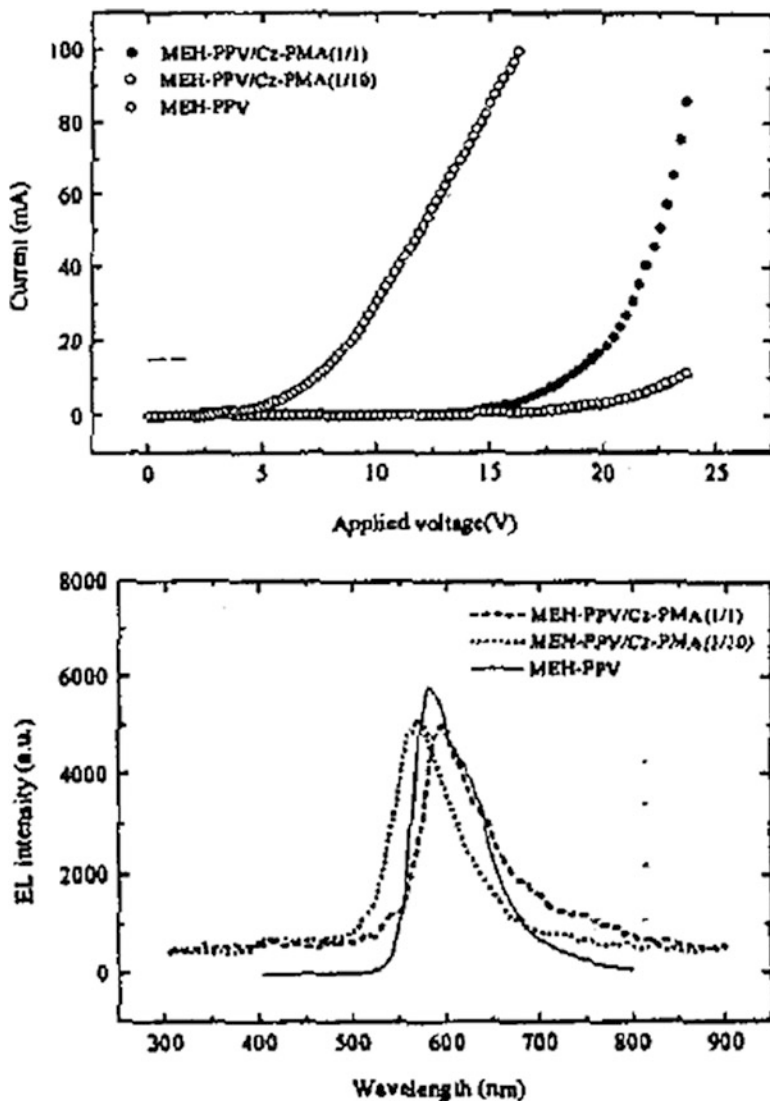 100
80
60
40
20
0
Current (mA)
MEH-PPV/Cz-PMA(1/1)
MEH-PPV/Cz-PMA(1/10)
MEH-PPV
0 5 10 15 20 25
Applied voltage(V)
8000
6000
4000
2000
0
EL intensity (a.u.)
MEH-PPV/Cz-PMA(1/1)
MEH-PPV/Cz-PMA(1/10)
MEH-PPV
300 400 500 600 700 800 900
Wavelength (nm)